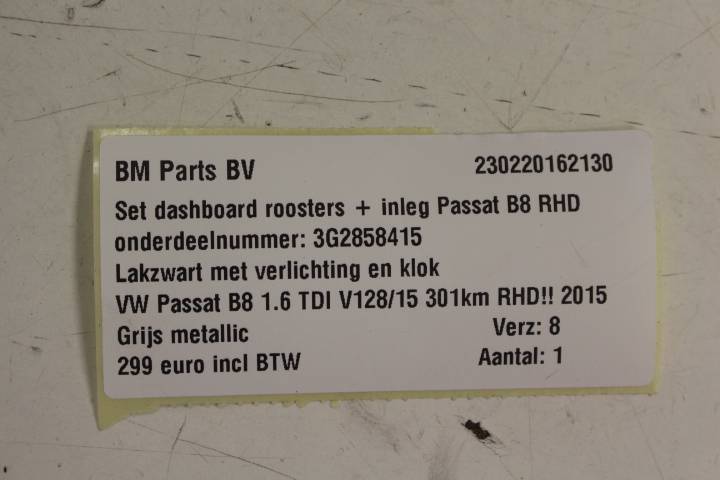 BM Parts BV 230220162130
Set dashboard roosters + inleg Passat B8 RHD
onderdeelnummer: 3G2858415
Lakzwart met verlichting en klok
VW Passat B8 1.6 TDI V128/15 301km RHD!! 2015
Grijs metallic Verz: 8
299 euro incl BTW Aantal: 1